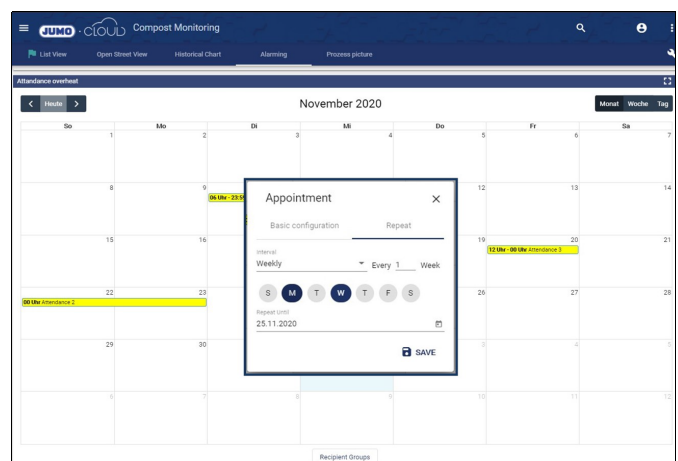 JUMO CLOUD Compost Monitoring
List View Open Street View Historical Chart Alarming Prozess picture
Attandance overheat
Heute November 2020 Monat Woche Tag
So Mo Di Mi Do Fr Sa
1 2 3 4 5 6 7
8 9 12 13 14
06 Uhr - 23:59
15 16 19 20 21
12 Uhr - 00 Uhr Attendance 3
22 23 26 27 28
00 Uhr Attendance 2
29 30 3 4 5
6 7 8 9 10 11 12
Appointment
Basic configuration Repeat
Interval
Weekly Every 1 Week
S M T W T F S
Repeat Until
25.11.2020
SAVE
Recipient Groups